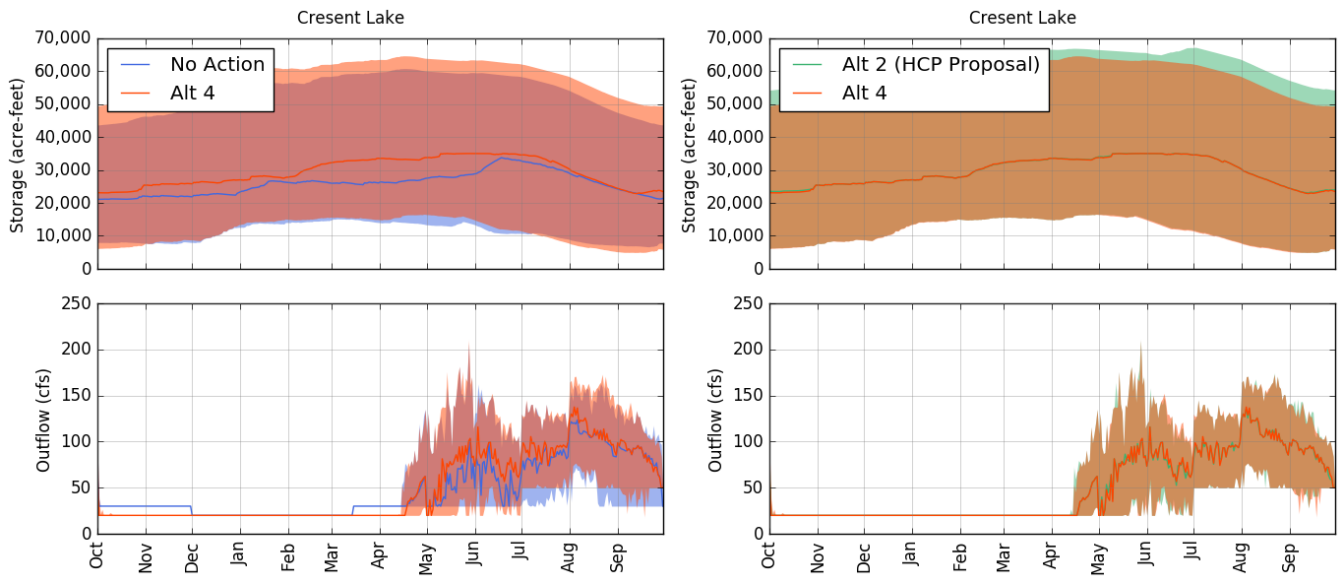 Cresent Lake
Storage (acre-feet)
70,000
60,000
50,000
40,000
30,000
20,000
10,000
0
No Action
Alt 4
Outflow (cfs)
250
200
150
100
50
0
Oct
Nov
Dec
Jan
Feb
Mar
Apr
May
Jun
Jul
Aug
Sep
Cresent Lake
Storage (acre-feet)
70,000
60,000
50,000
40,000
30,000
20,000
10,000
0
Alt 2 (HCP Proposal)
Alt 4
Outflow (cfs)
250
200
150
100
50
0
Oct
Nov
Dec
Jan
Feb
Mar
Apr
May
Jun
Jul
Aug
Sep